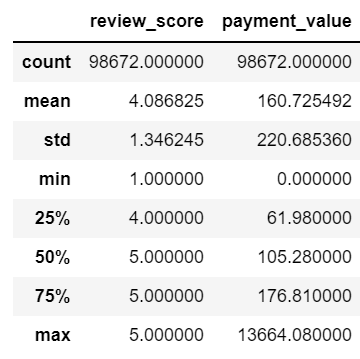 review_score payment_value
count 98672.000000 98672.000000
mean 4.086825 160.725492
std 1.346245 220.685360
min 1.000000 0.000000
25% 4.000000 61.980000
50% 5.000000 105.280000
75% 5.000000 176.810000
max 5.000000 13664.080000